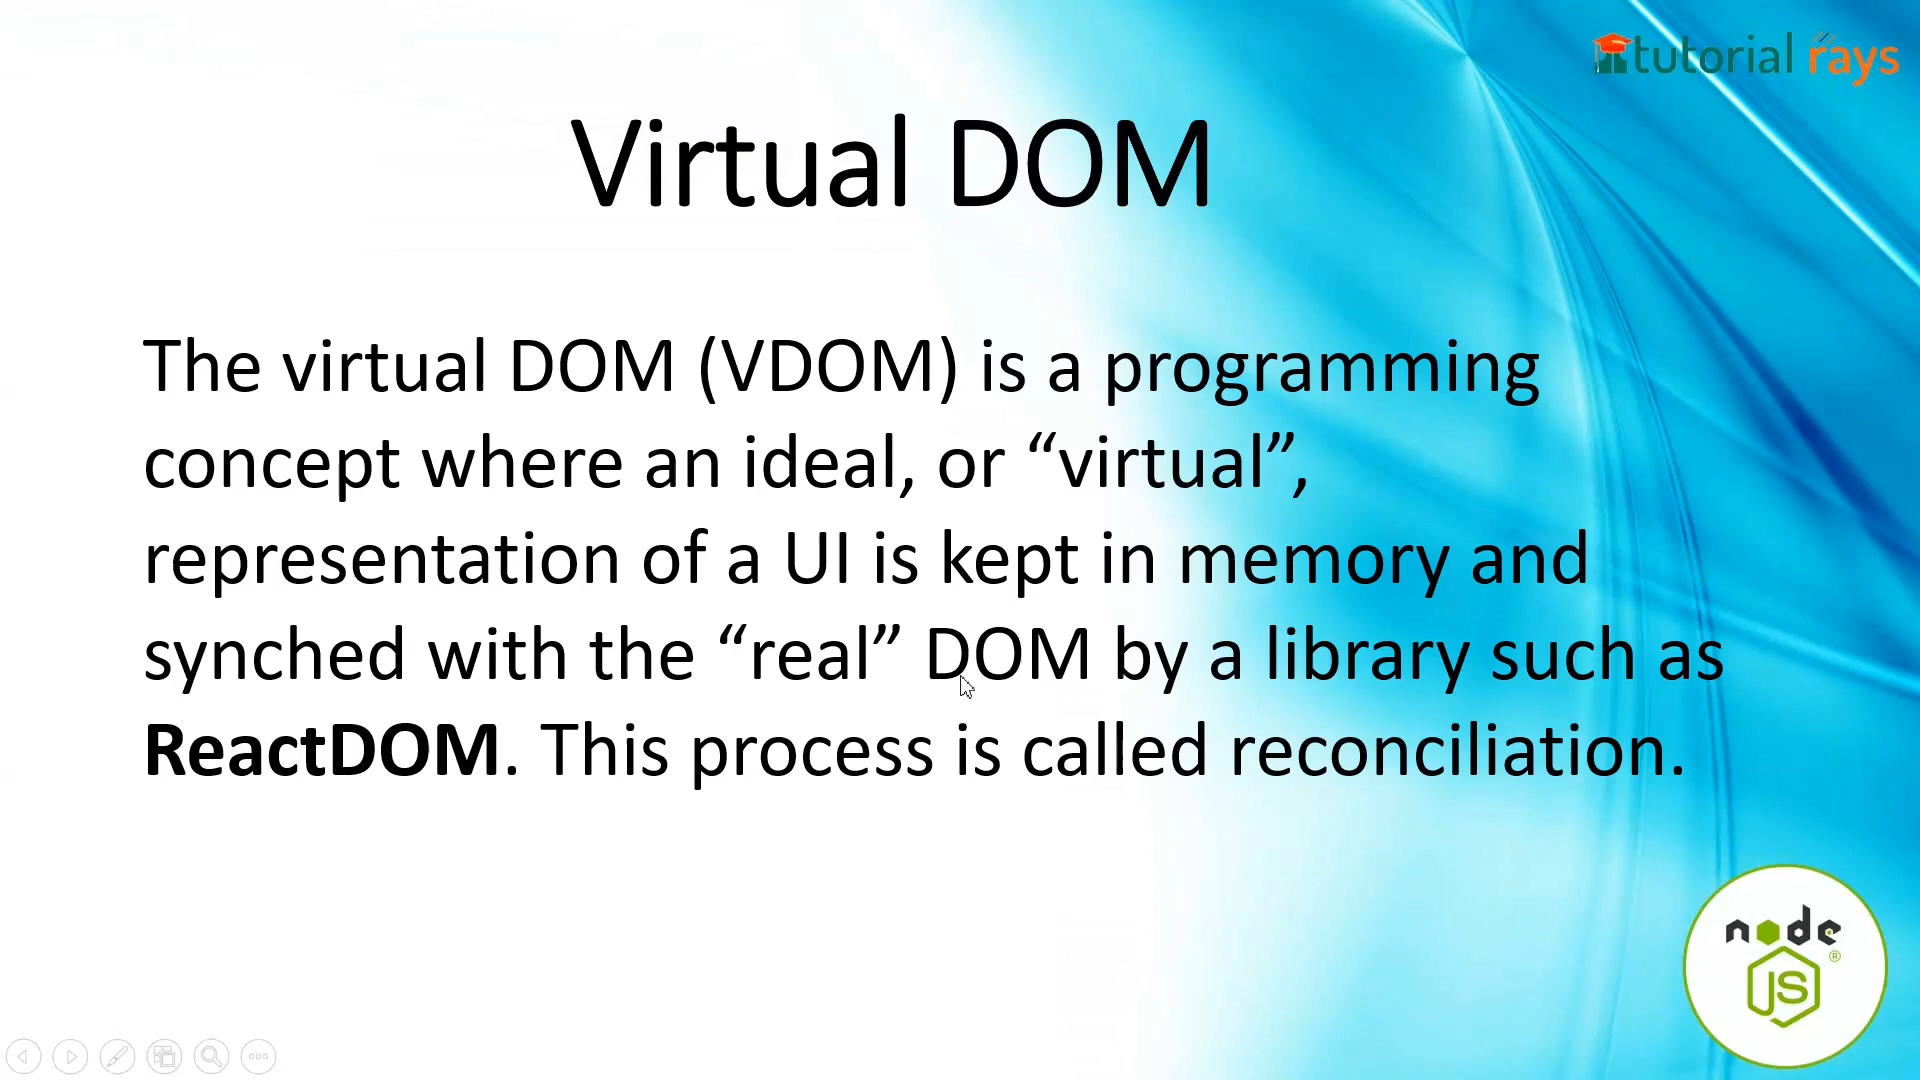 tutorial rays
Virtual DOM
The virtual DOM (VDOM) is a programming
concept where an ideal, or “virtual”,
representation of a UI is kept in memory and
synched with the “real” DOM by a library such as
ReactDOM. This process is called reconciliation.
node
JS
®